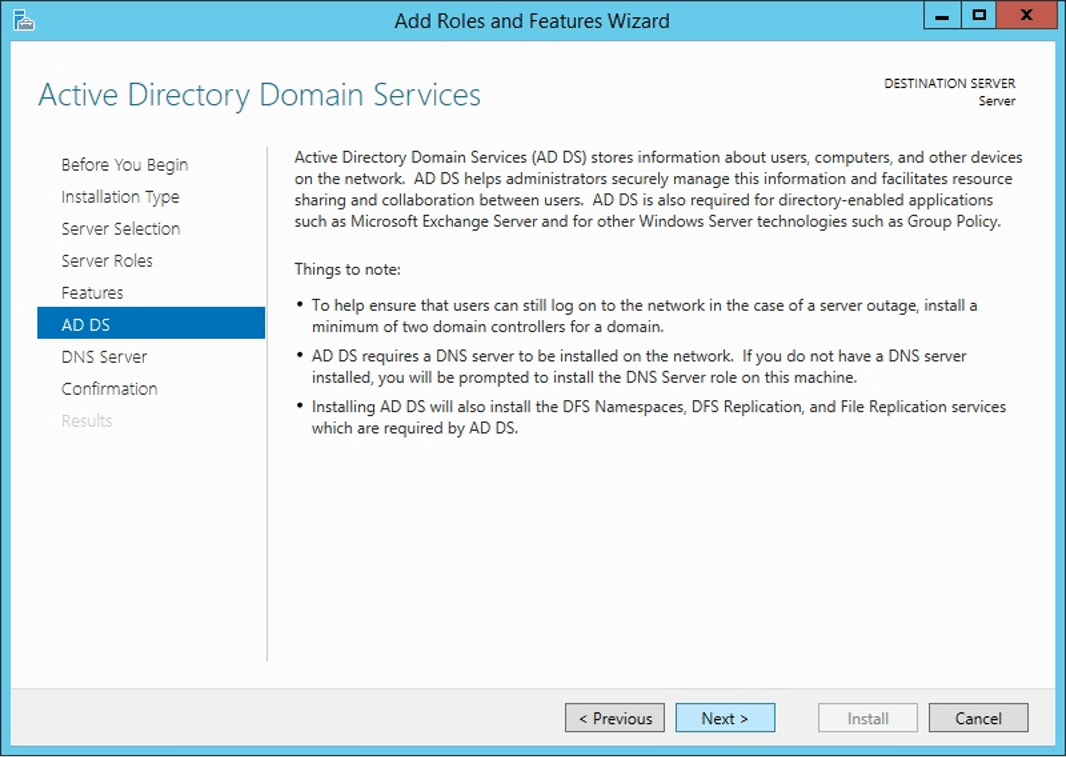 Add Roles and Features Wizard
Active Directory Domain Services
DESTINATION SERVER
Server
Before You Begin
Installation Type
Server Selection
Server Roles
Features
AD DS
DNS Server
Confirmation
Results
Active Directory Domain Services (AD DS) stores information about users, computers, and other devices
on the network.  AD DS helps administrators securely manage this information and facilitates resource
sharing and collaboration between users.  AD DS is also required for directory-enabled applications
such as Microsoft Exchange Server and for other Windows Server technologies such as Group Policy.
Things to note:
• To help ensure that users can still log on to the network in the case of a server outage, install a
minimum of two domain controllers for a domain.
• AD DS requires a DNS server to be installed on the network.  If you do not have a DNS server
installed, you will be prompted to install the DNS Server role on this machine.
• Installing AD DS will also install the DFS Namespaces, DFS Replication, and File Replication services
which are required by AD DS.
< Previous
Next >
Install
Cancel